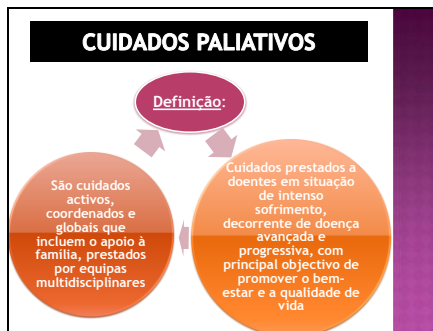 CUIDADOS PALIATIVOS
Definição:
Cuidados prestados a
doentes em situação
de intenso
sofrimento,
decorrente de doença
avançada e
progressiva, com
principal objectivo de
promover o bem-
estar e a qualidade de
vida
São cuidados
activos,
coordenados e
globais que
incluem o apoio à
família, prestados
por equipas
multidisciplinares